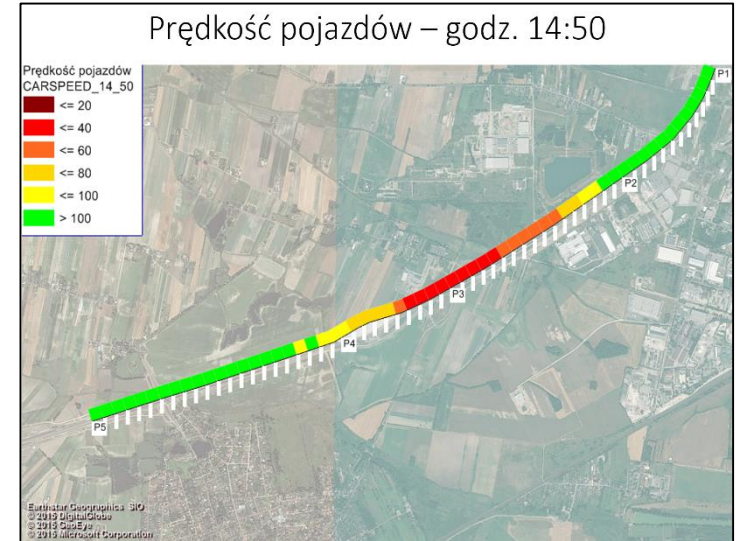 Prędkość pojazdów – godz. 14:50
Prędkość pojazdów
CARSPEED_14_50
<= 20
<= 40
<= 60
<= 80
<= 100
> 100
P1
P2
P3
P4
P5
Earthstar Geographics SIO
© 2015 DigitalGlobe
© 2015 GeoEye
© 2015 Microsoft Corporation